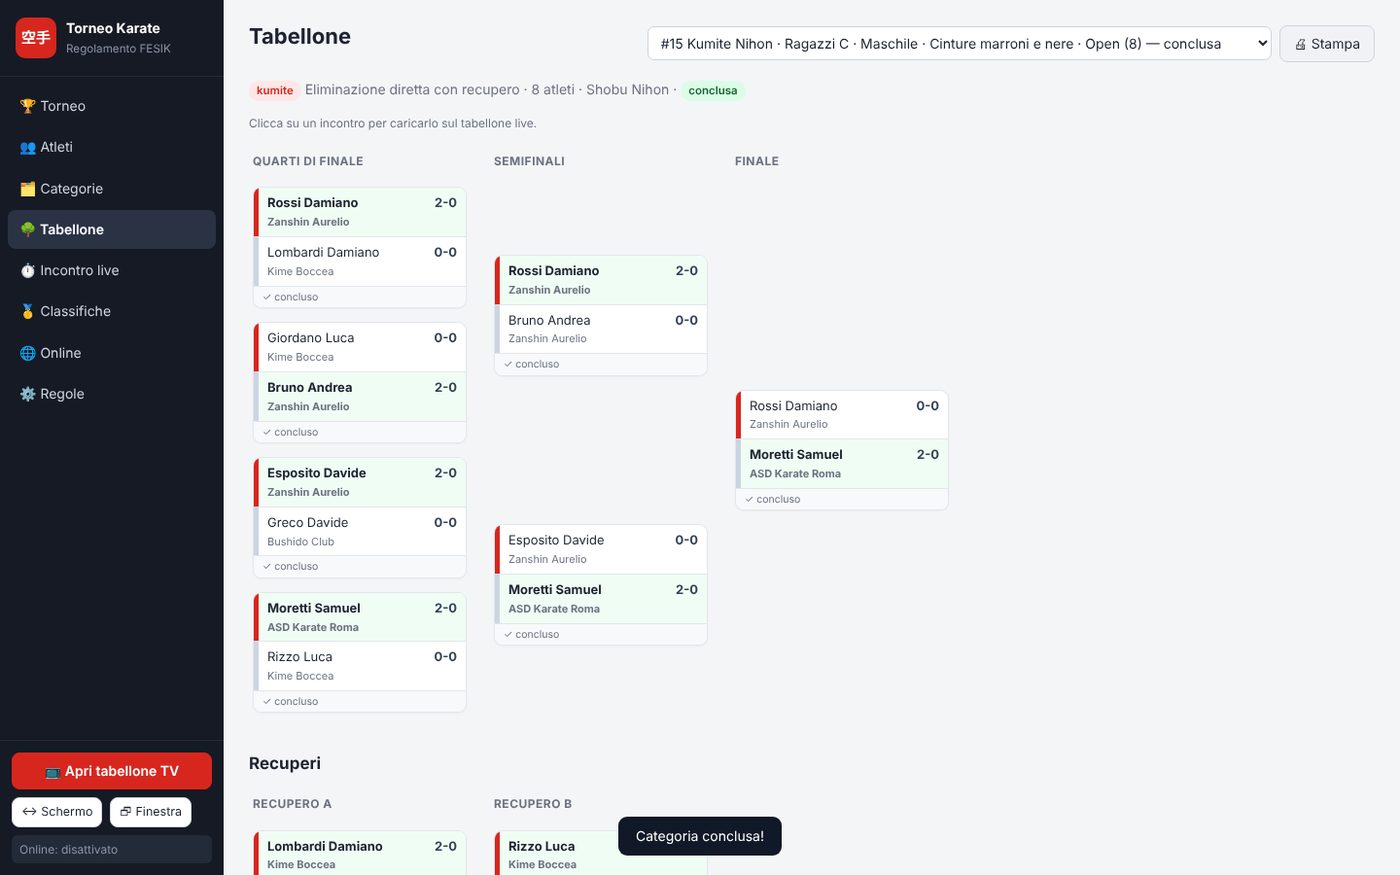 空手
Torneo Karate
Regolamento FESIK
🏆 Torneo
👥 Atleti
🗂️ Categorie
🌳 Tabellone
⏱️ Incontro live
🥇 Classifiche
🌐 Online
⚙️ Regole
📺 Apri tabellone TV
↔ Schermo
🗗 Finestra
Online: disattivato
Tabellone
#15 Kumite Nihon · Ragazzi C · Maschile · Cinture marroni e nere · Open (8) — conclusa
🖨 Stampa
kumite Eliminazione diretta con recupero · 8 atleti · Shobu Nihon · conclusa
Clicca su un incontro per caricarlo sul tabellone live.
QUARTI DI FINALE
Rossi Damiano 2-0
Zanshin Aurelio
Lombardi Damiano 0-0
Kime Boccea
✓ concluso
Giordano Luca 0-0
Kime Boccea
Bruno Andrea 2-0
Zanshin Aurelio
✓ concluso
Esposito Davide 2-0
Zanshin Aurelio
Greco Davide 0-0
Bushido Club
✓ concluso
Moretti Samuel 2-0
ASD Karate Roma
Rizzo Luca 0-0
Kime Boccea
✓ concluso
SEMIFINALI
Rossi Damiano 2-0
Zanshin Aurelio
Bruno Andrea 0-0
Zanshin Aurelio
✓ concluso
Esposito Davide 0-0
Zanshin Aurelio
Moretti Samuel 2-0
ASD Karate Roma
✓ concluso
FINALE
Rossi Damiano 0-0
Zanshin Aurelio
Moretti Samuel 2-0
ASD Karate Roma
✓ concluso
Recuperi
RECUPERO A
Lombardi Damiano 2-0
Kime Boccea
RECUPERO B
Rizzo Luca
Kime Boccea
Categoria conclusa!